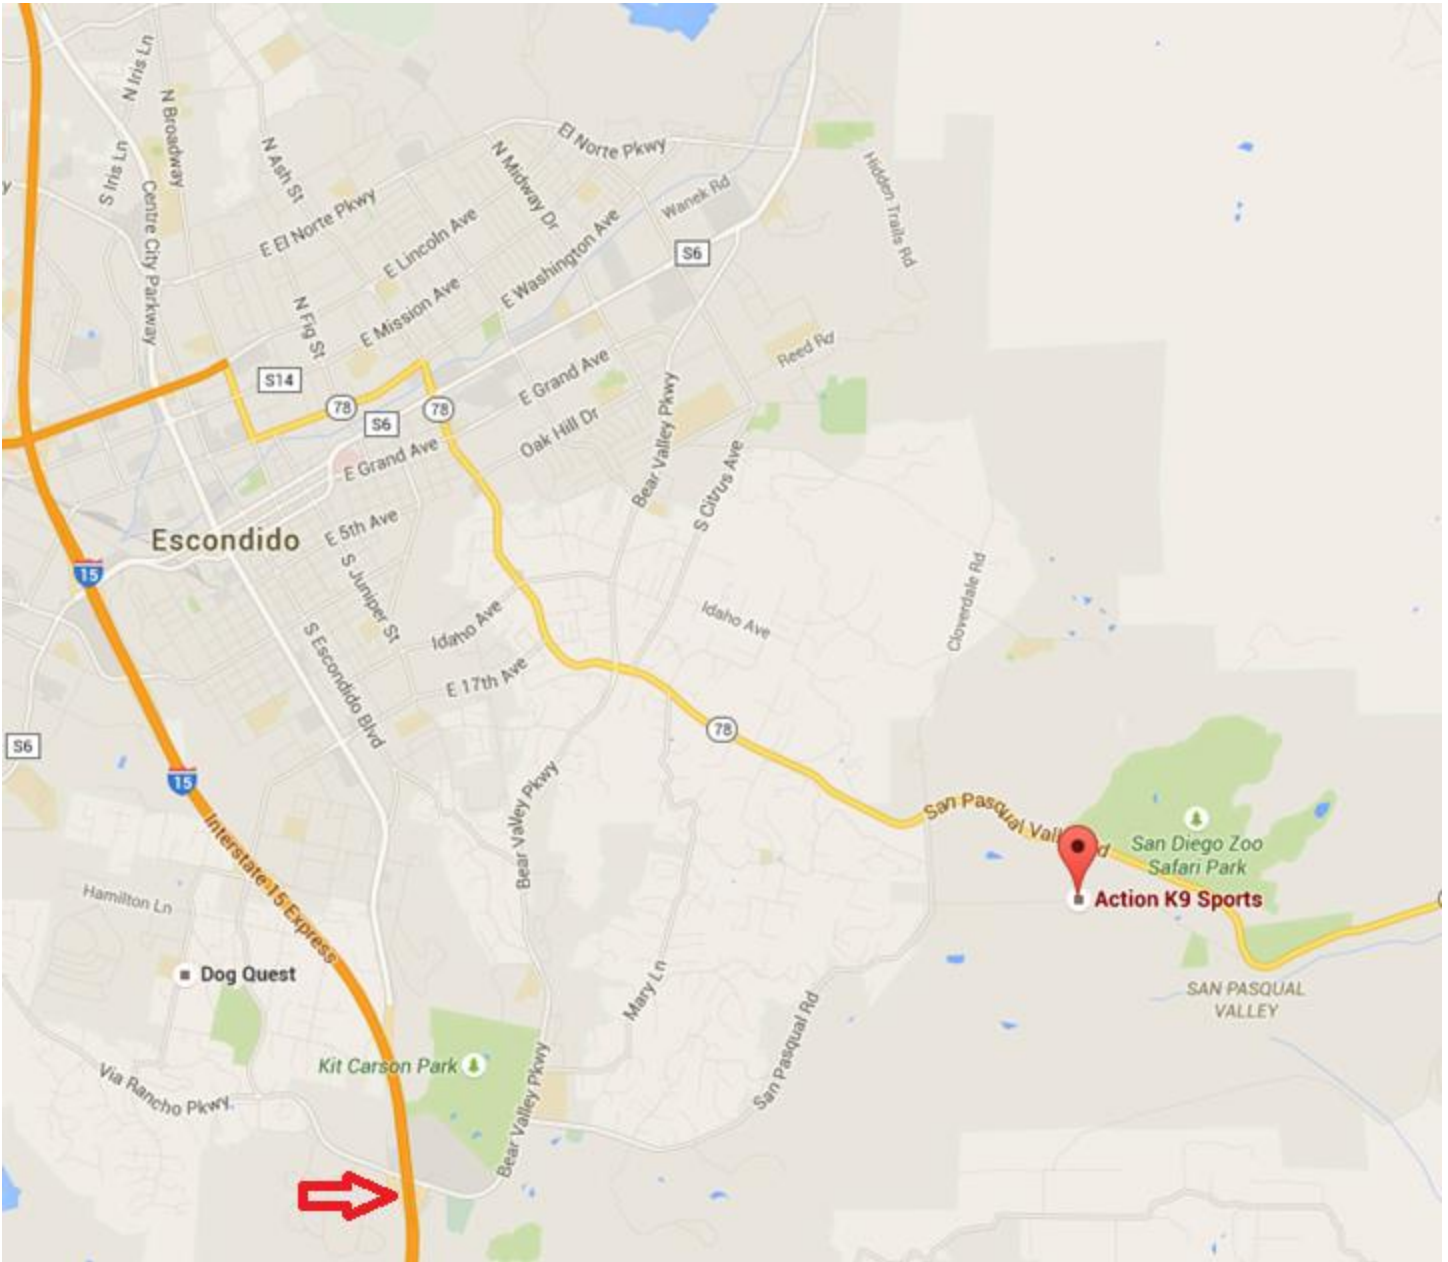 N Iris Ln
N Broadway
S Iris Ln
N Ash St
Centre City Parkway
El Norte Pkwy
N Midway Dr
Hidden Trails Rd
Wanek Rd
E El Norte Pkwy
E Lincoln Ave
E Washington Ave
S6
E Mission Ave
N Fig St
Reed Rd
S14
E Grand Ave
78
S6
78
Oak Hill Dr
Bear Valley Pkwy
E Grand Ave
S Citrus Ave
E 5th Ave
Escondido
15
S Juniper St
Idaho Ave
Idaho Ave
Cloverdale Rd
S Escondido Blvd
E 17th Ave
S6
78
15
Bear Valley Pkwy
San Pasqual Valley Rd
San Diego Zoo
Safari Park
Interstate 15 Express
Hamilton Ln
Action K9 Sports
Dog Quest
Mary Ln
SAN PASQUAL
VALLEY
San Pasqual Rd
Kit Carson Park
Via Rancho Pkwy
Bear Valley Pkwy